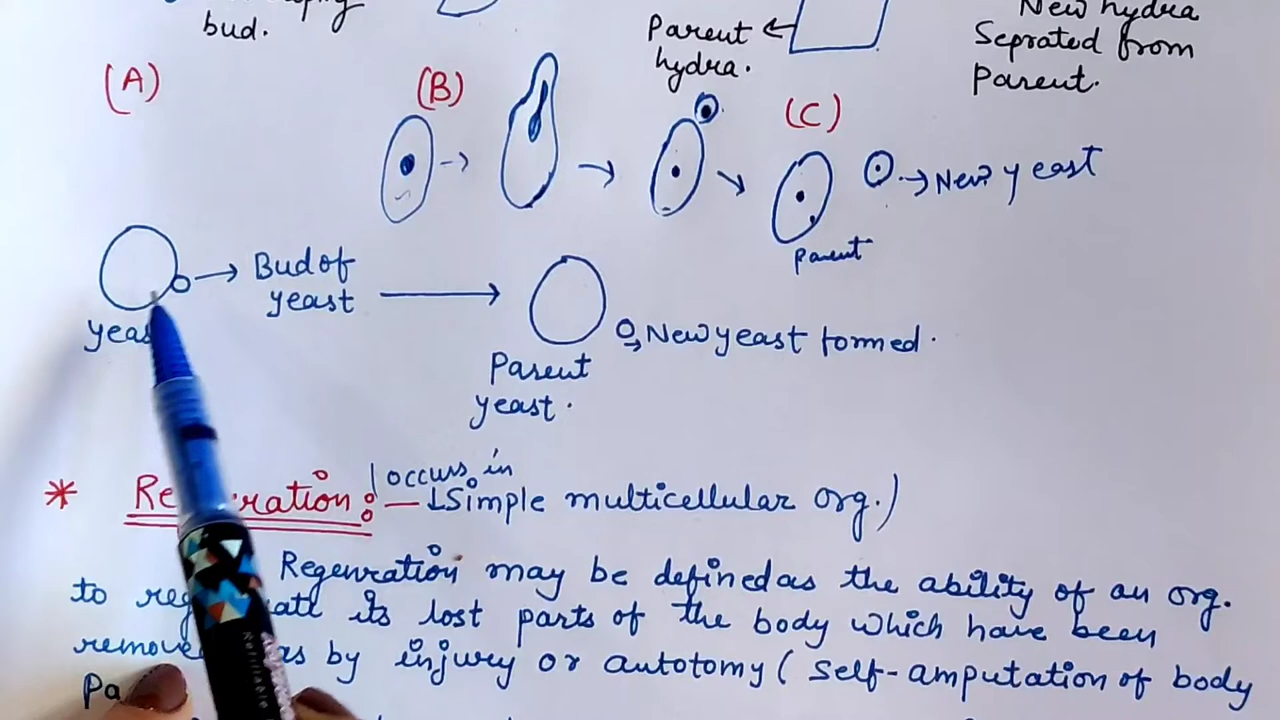 bud.
Parent
hydra.
New hydra
Seprated from
Parent.
(A)
(B)
(C)
New yeast
Parent
Bud of
yeast
New yeast formed.
Parent
yeast.
occurs in
* : — Simple multicellular org.)
Regenration may be defined as the ability of an org.
to its lost parts of the body which have been
as by injury or autotomy (Self-amputation of body